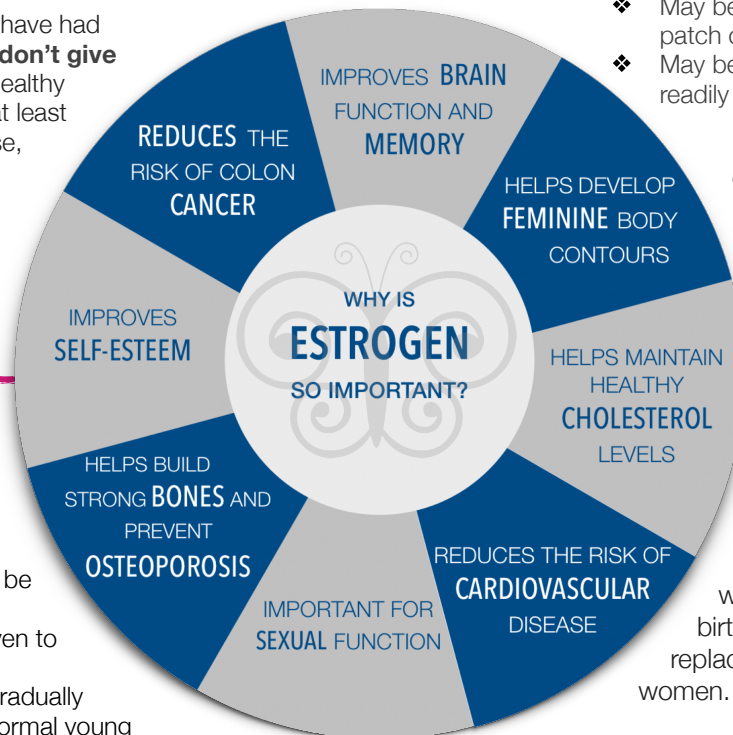 have had
don't give
ealthy
at least
se,
❖ May be
patch o
❖ May be
readily
IMPROVES BRAIN
FUNCTION AND
MEMORY
HELPS DEVELOP
FEMININE BODY
CONTOURS
HELPS MAINTAIN
HEALTHY
CHOLESTEROL
LEVELS
REDUCES THE RISK OF
CARDIOVASCULAR
DISEASE
IMPORTANT FOR
SEXUAL FUNCTION
HELPS BUILD
STRONG BONES AND
PREVENT
OSTEOPOROSIS
IMPROVES
SELF-ESTEEM
REDUCES THE
RISK OF COLON
CANCER
WHY IS
ESTROGEN
SO IMPORTANT?
be
ven to
radually
ormal young
w
birt
replac
women.